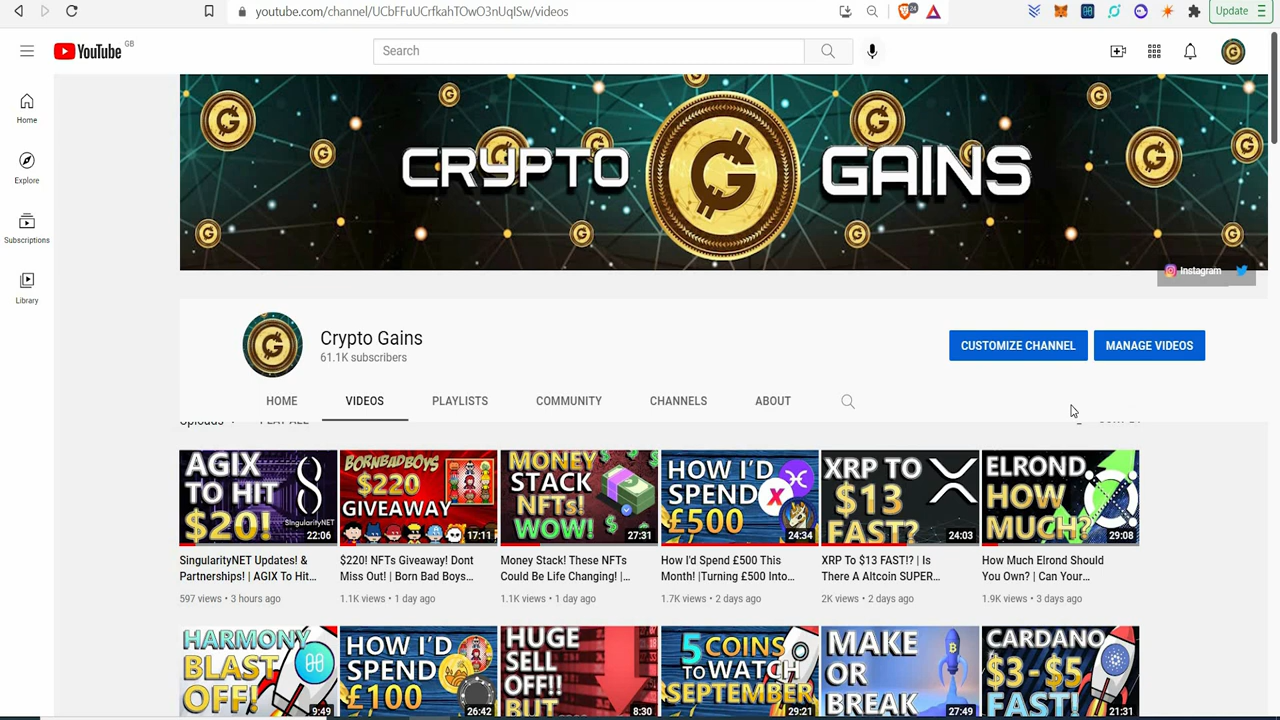 youtube.com/channel/UCbFFuUCrfkahTOwO3nUqISw/videos
24
Update
YouTube GB
Search
Home
Explore
Subscriptions
Library
CRYPTO G GAINS
Instagram
Crypto Gains
61.1K subscribers
CUSTOMIZE CHANNEL
MANAGE VIDEOS
HOME
VIDEOS
PLAYLISTS
COMMUNITY
CHANNELS
ABOUT
Uploads
PLAY ALL
SORT BY
AGIX
TO HIT
$20!
SingularityNET
22:06
BORNBADBOYS
$220
GIVEAWAY
17:11
MONEY
STACK
NFTs!
WOW!
27:31
HOW I'D
SPEND
£500
24:34
XRP TO
$13
FAST?
24:03
ELROND
HOW
MUCH?
29:08
SingularityNET Updates! &
Partnerships! | AGIX To Hit...
597 views • 3 hours ago
$220! NFTs Giveaway! Dont
Miss Out! | Born Bad Boys...
1.1K views • 1 day ago
Money Stack! These NFTs
Could Be Life Changing! |...
1.1K views • 1 day ago
How I'd Spend £500 This
Month! |Turning £500 Into...
1.7K views • 2 days ago
XRP To $13 FAST!? | Is
There A Altcoin SUPER...
2K views • 2 days ago
How Much Elrond Should
You Own? | Can Your...
1.9K views • 3 days ago
HARMONY
BLAST
OFF!
9:49
HOW I'D
SPEND
£100
26:42
HUGE
SELL
OFF!!
BUT
8:30
5 COINS
TO WATCH
SEPTEMBER
29:21
MAKE
OR
BREAK
27:49
CARDANO
$3 - $5
FAST!
21:31